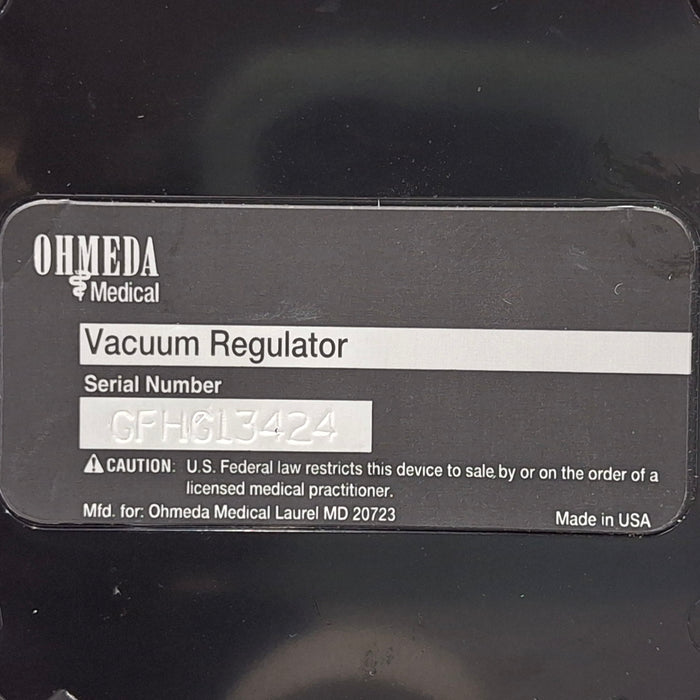 OHMEDA
Medical
Vacuum Regulator
Serial Number
GFHG13424
CAUTION: U.S. Federal law restricts this device to sale by or on the order of a
licensed medical practitioner.
Mfd. for: Ohmeda Medical Laurel MD 20723
Made in USA